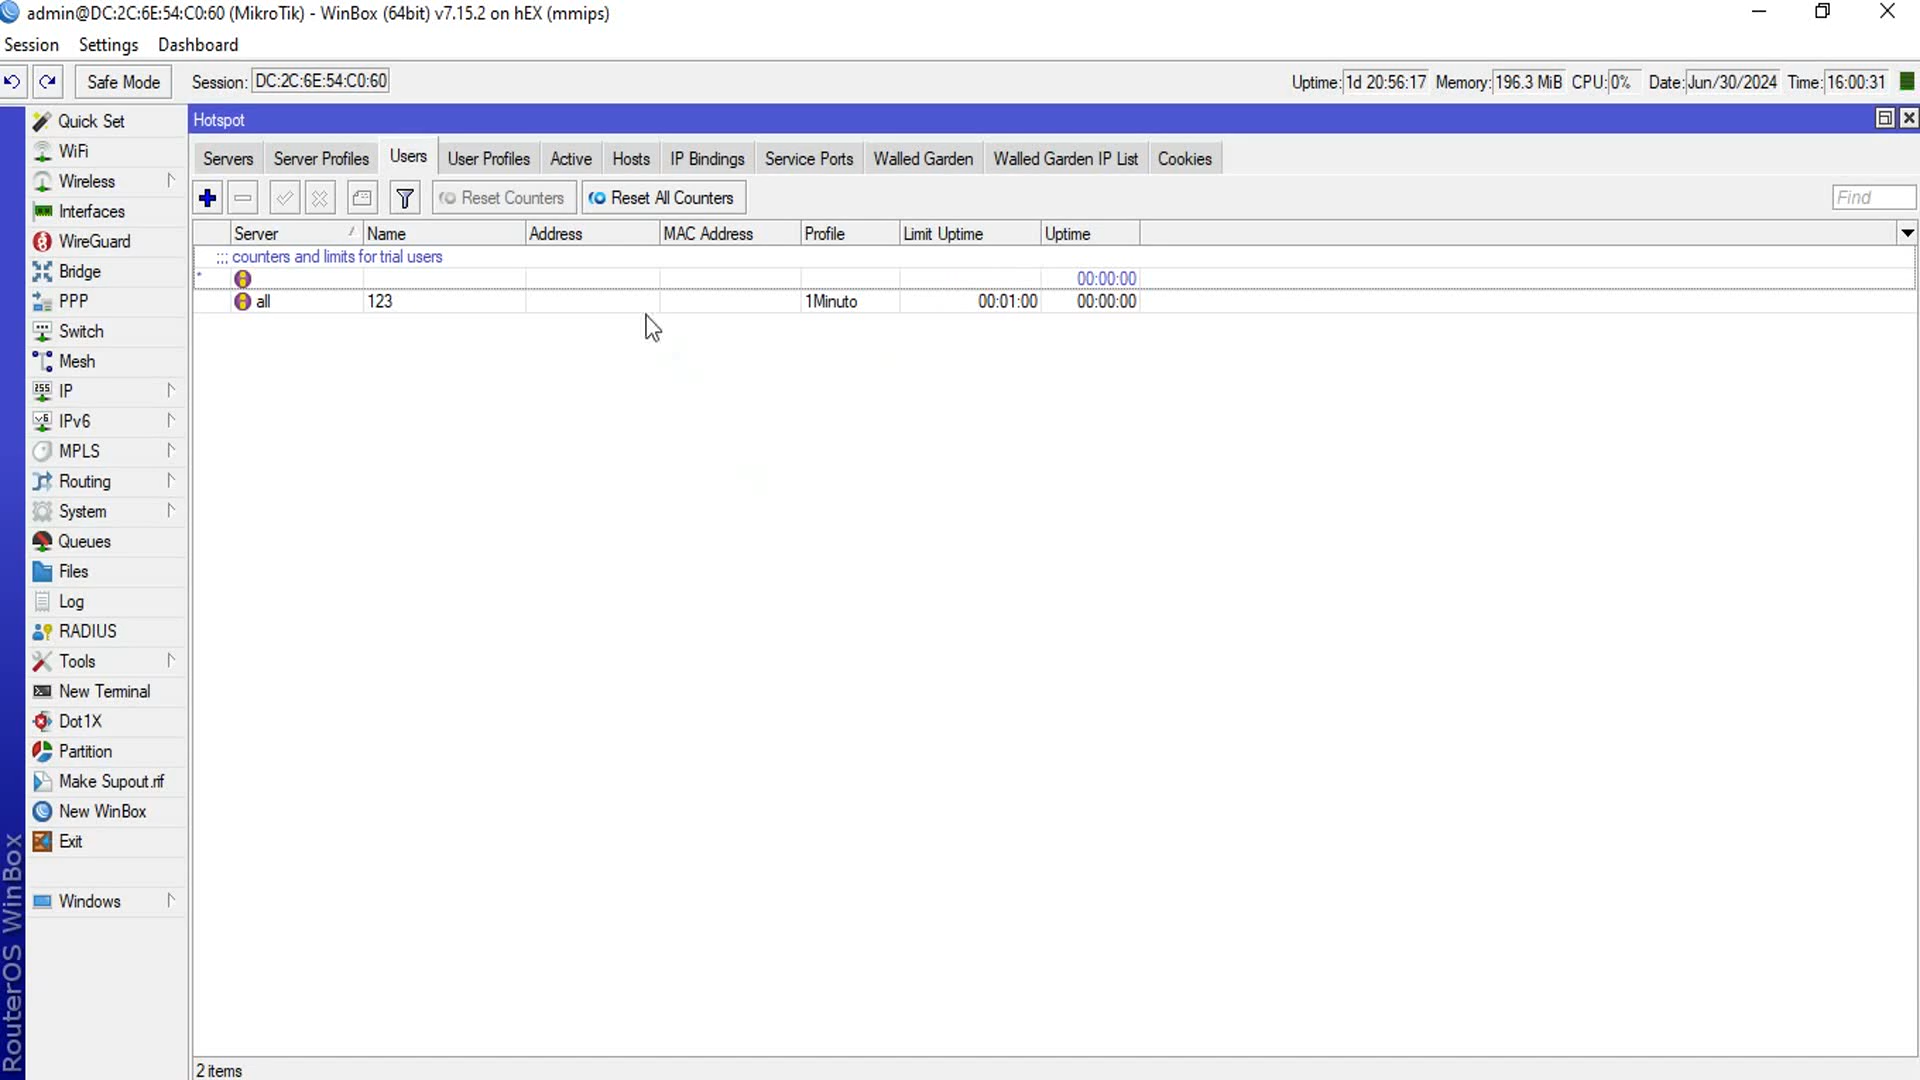 admin@DC:2C:6E:54:C0:60 (MikroTik) - WinBox (64bit) v7.15.2 on hEX (mmips)
Session Settings Dashboard
Safe Mode Session: DC:2C:6E:54:C0:60 Uptime: 1d 20:56:17 Memory: 196.3 MiB CPU: 0% Date: Jun/30/2024 Time: 16:00:31
Quick Set
WiFi
Wireless
Interfaces
WireGuard
Bridge
PPP
Switch
Mesh
IP
IPv6
MPLS
Routing
System
Queues
Files
Log
RADIUS
Tools
New Terminal
Dot1X
Partition
Make Supout.rif
New WinBox
Exit
Windows
RouterOS WinBox
Hotspot
Servers Server Profiles Users User Profiles Active Hosts IP Bindings Service Ports Walled Garden Walled Garden IP List Cookies
Reset Counters Reset All Counters Find
Server / Name Address MAC Address Profile Limit Uptime Uptime
;;; counters and limits for trial users
* 00:00:00
all 123 1Minuto 00:01:00 00:00:00
2 items